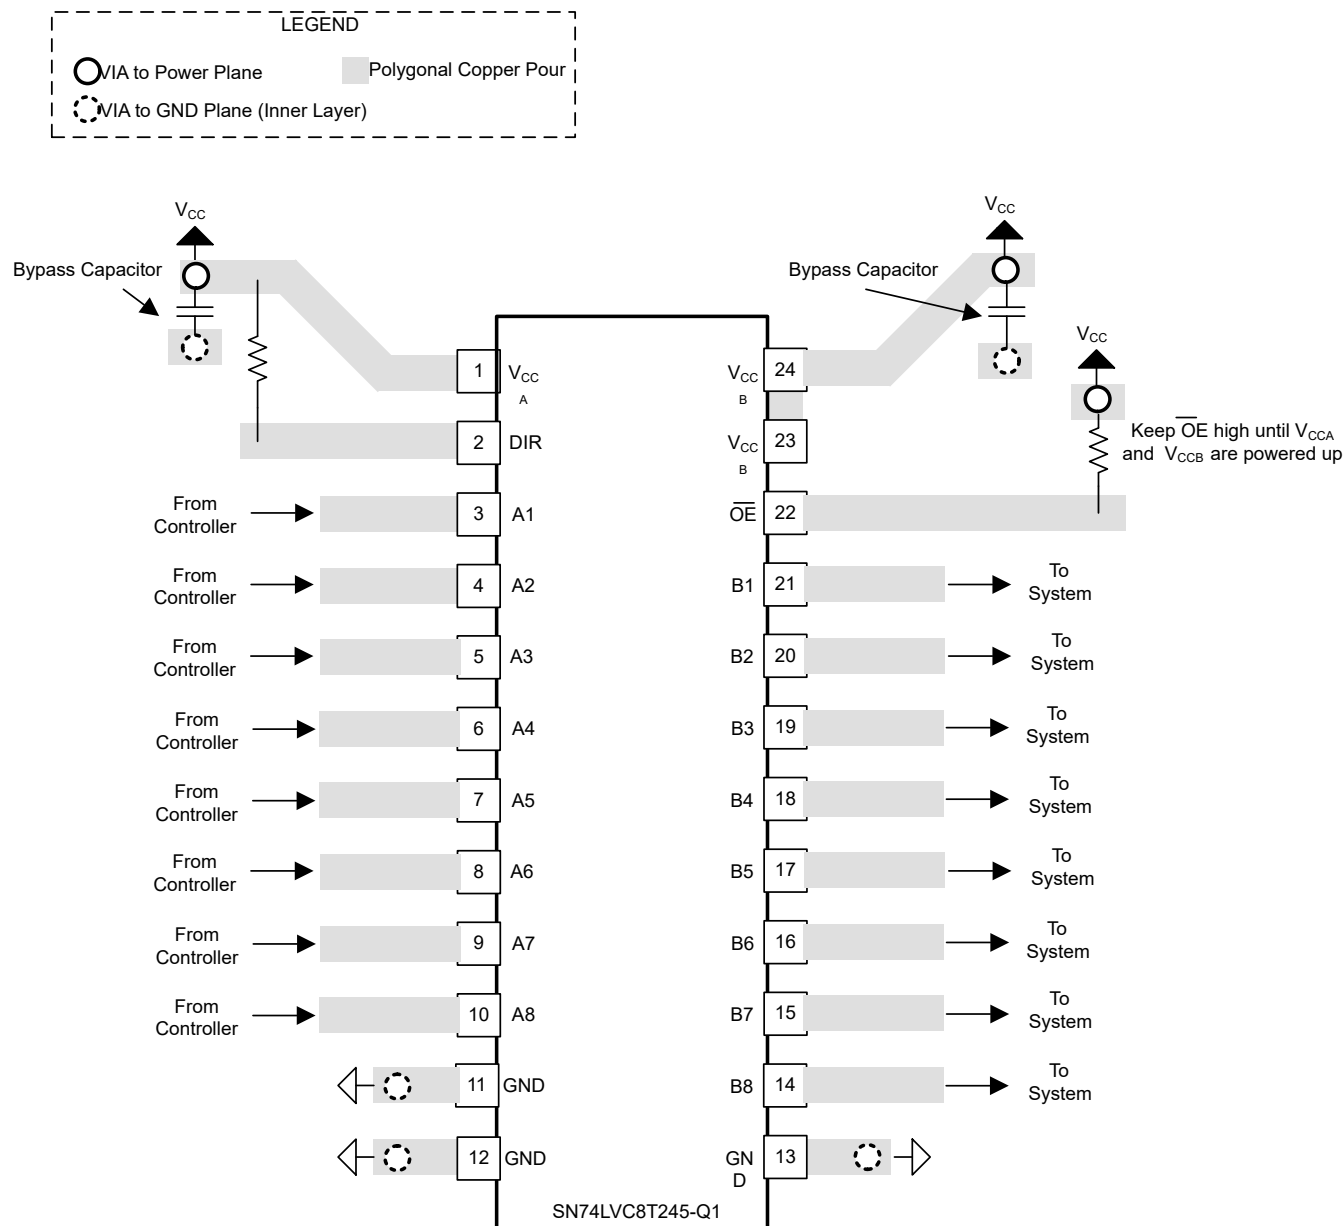 LEGEND
VIA to Power Plane
Polygonal Copper Pour
VIA to GND Plane (Inner Layer)
VCC
Bypass Capacitor
VCC
Bypass Capacitor
VCC
Keep OE high until VCCA
and VCCB are powered up
1
VCC
A
2
DIR
From
Controller
3
A1
From
Controller
4
A2
From
Controller
5
A3
From
Controller
6
A4
From
Controller
7
A5
From
Controller
8
A6
From
Controller
9
A7
From
Controller
10
A8
11
GND
12
GND
VCC
B
24
VCC
B
23
OE
22
B1
21
To
System
B2
20
To
System
B3
19
To
System
B4
18
To
System
B5
17
To
System
B6
16
To
System
B7
15
To
System
B8
14
To
System
GN
D
13
SN74LVC8T245-Q1